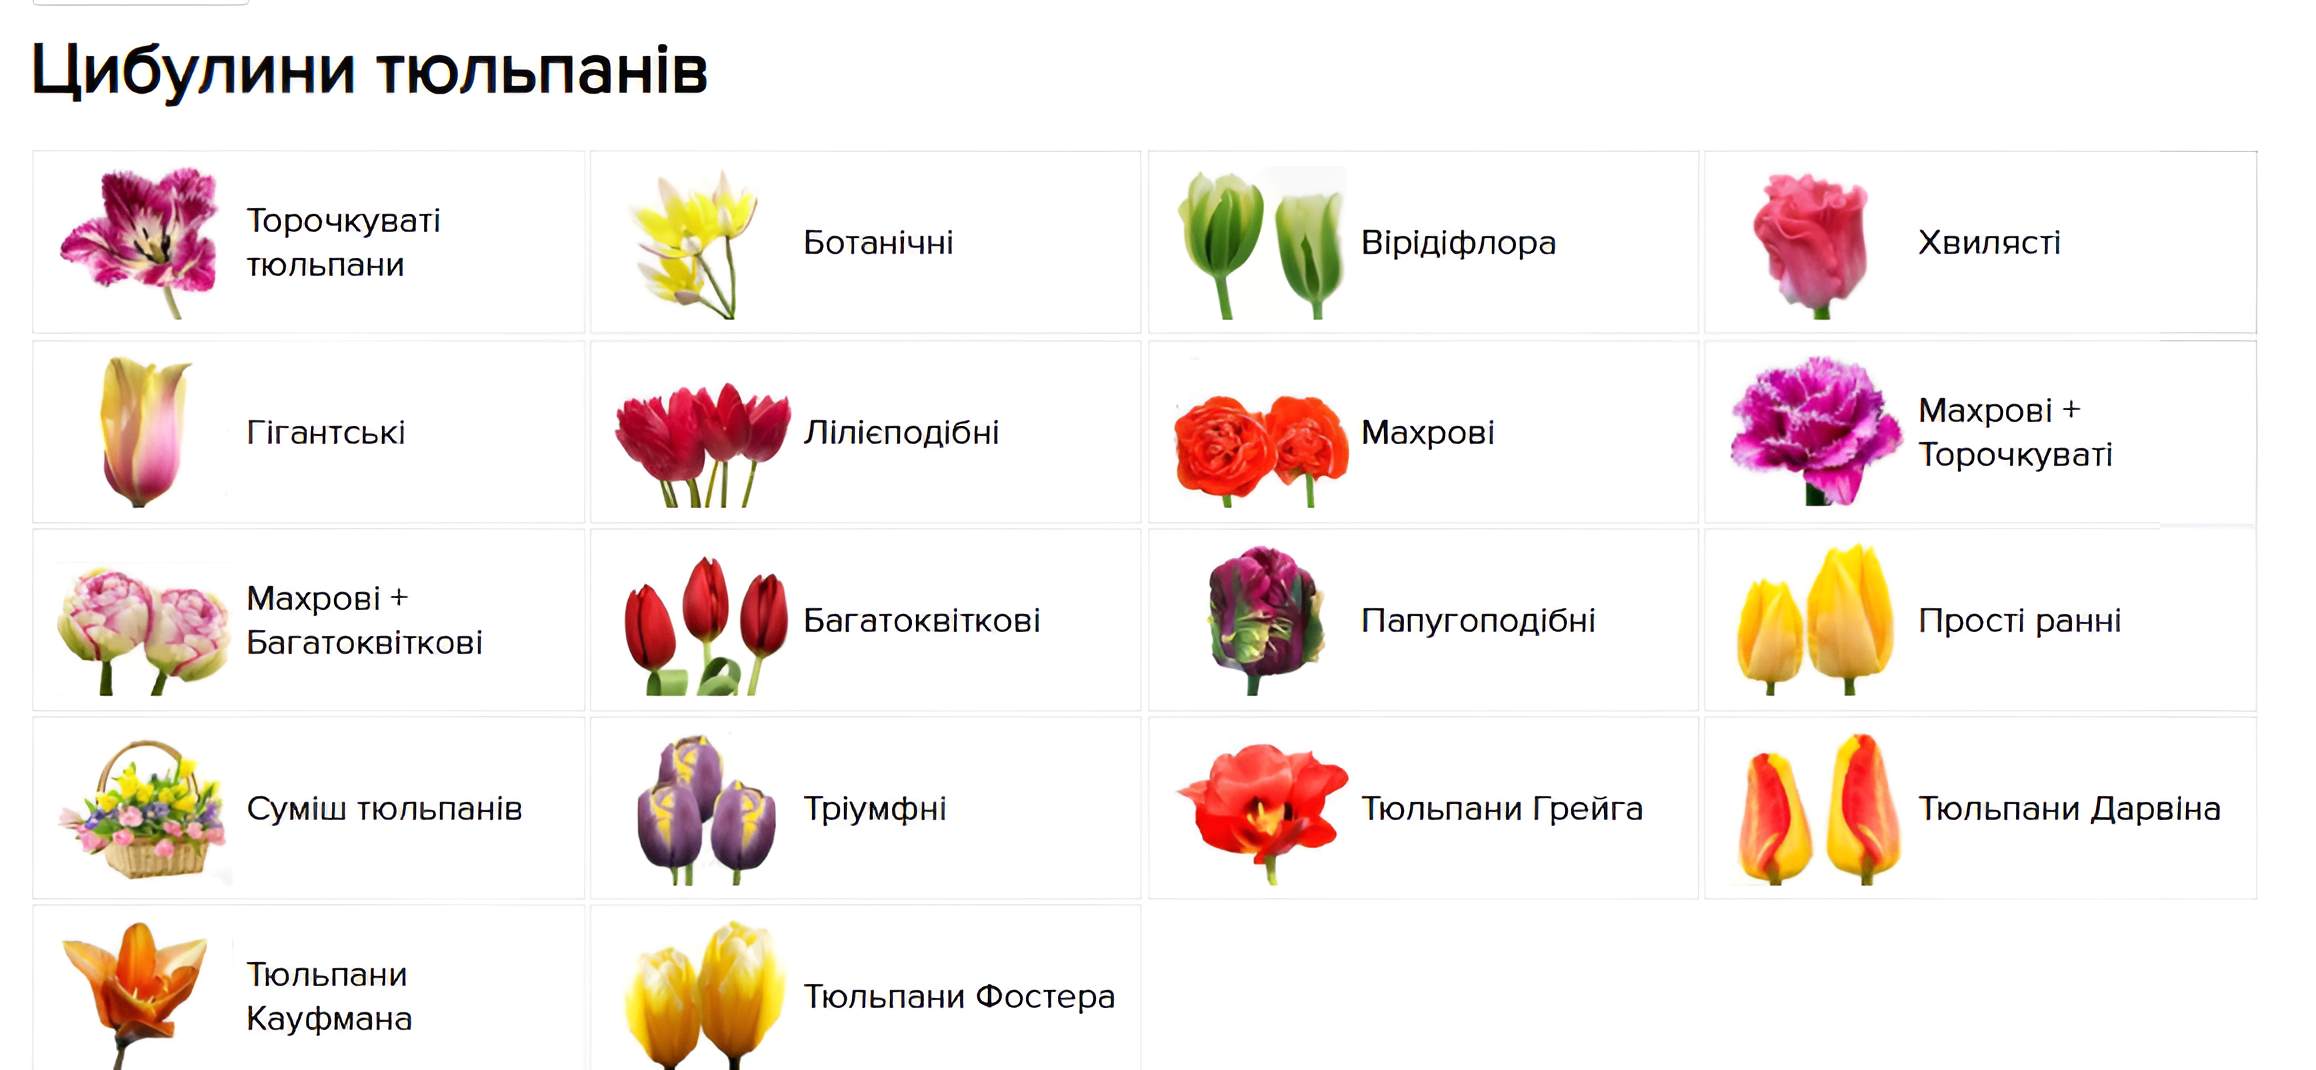 Цибулини тюльпанів
Торочкуваті
тюльпани
Ботанічні
Вірідіфлора
Хвилясті
Гігантські
Лілієподібні
Махрові
Махрові +
Торочкуваті
Махрові +
Багатоквіткові
Багатоквіткові
Папугоподібні
Прості ранні
Суміш тюльпанів
Тріумфні
Тюльпани Грейга
Тюльпани Дарвіна
Тюльпани
Кауфмана
Тюльпани Фостера